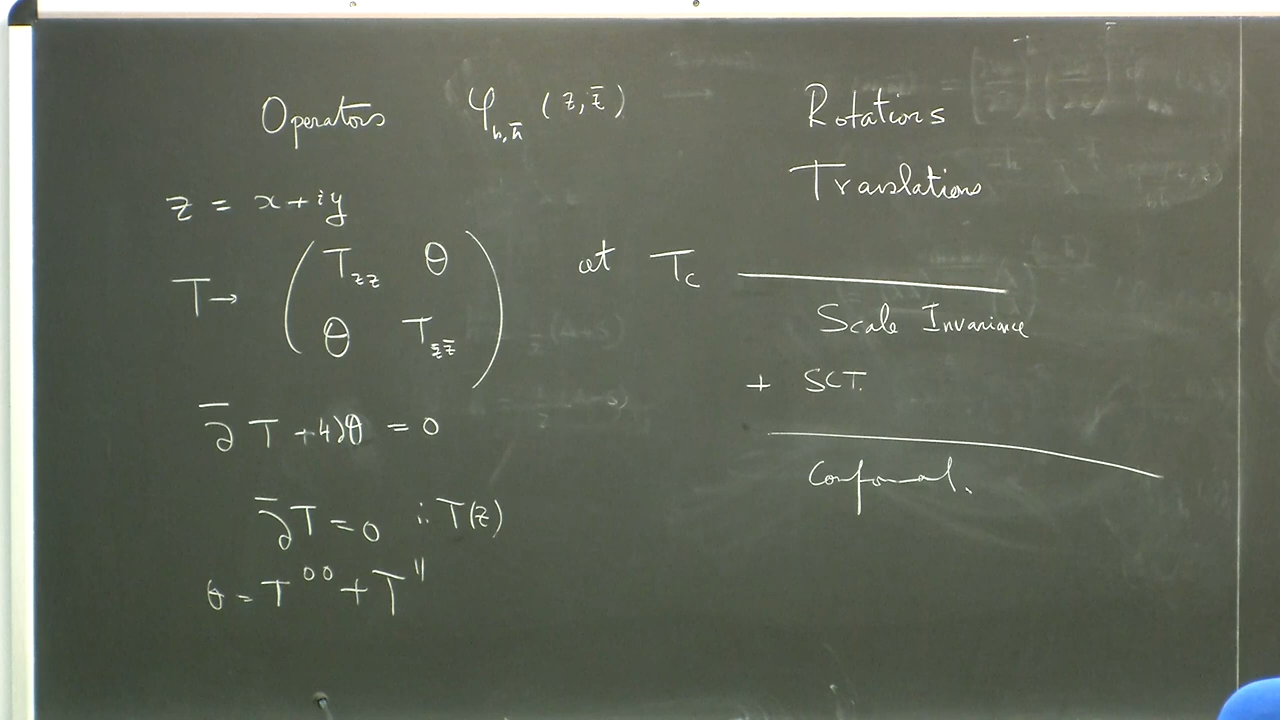 Operators φ_{h,h̄} (z, z̄) →
z = x + iy
T → ( T_{zz} θ
θ T_{z̄z̄} )
∂̄ T + 4∂θ = 0
∂̄T = 0 ∴ T(z)
θ = T^{00} + T^{11}
at T_c
Rotations
Translations
Scale Invariance
+ SCT.
Conformal.